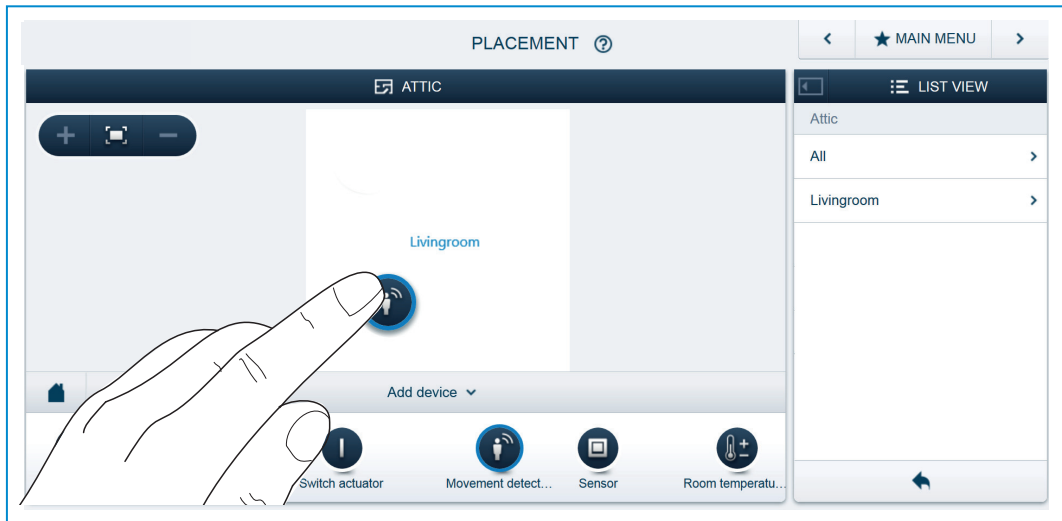 PLACEMENT ?
MAIN MENU
ATTIC
LIST VIEW
Attic
All
Livingroom
Livingroom
Add device
Switch actuator
Movement detect...
Sensor
Room temperatu...